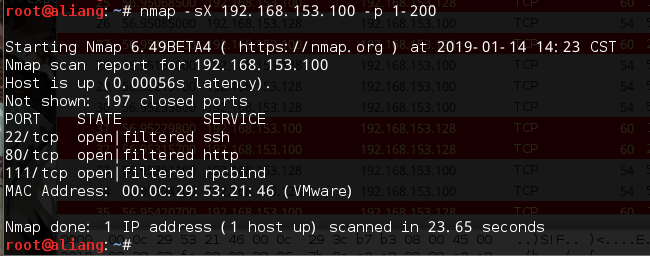 root@aliang:~# nmap -sX 192.168.153.100 -p 1-200
Starting Nmap 6.49BETA4 ( https://nmap.org ) at 2019-01-14 14:23 CST
Nmap scan report for 192.168.153.100
Host is up (0.00056s latency).
Not shown: 197 closed ports
PORT    STATE         SERVICE
22/tcp  open|filtered ssh
80/tcp  open|filtered http
111/tcp open|filtered rpcbind
MAC Address: 00:0C:29:53:21:46 (VMware)
Nmap done: 1 IP address (1 host up) scanned in 23.65 seconds
root@aliang:~#